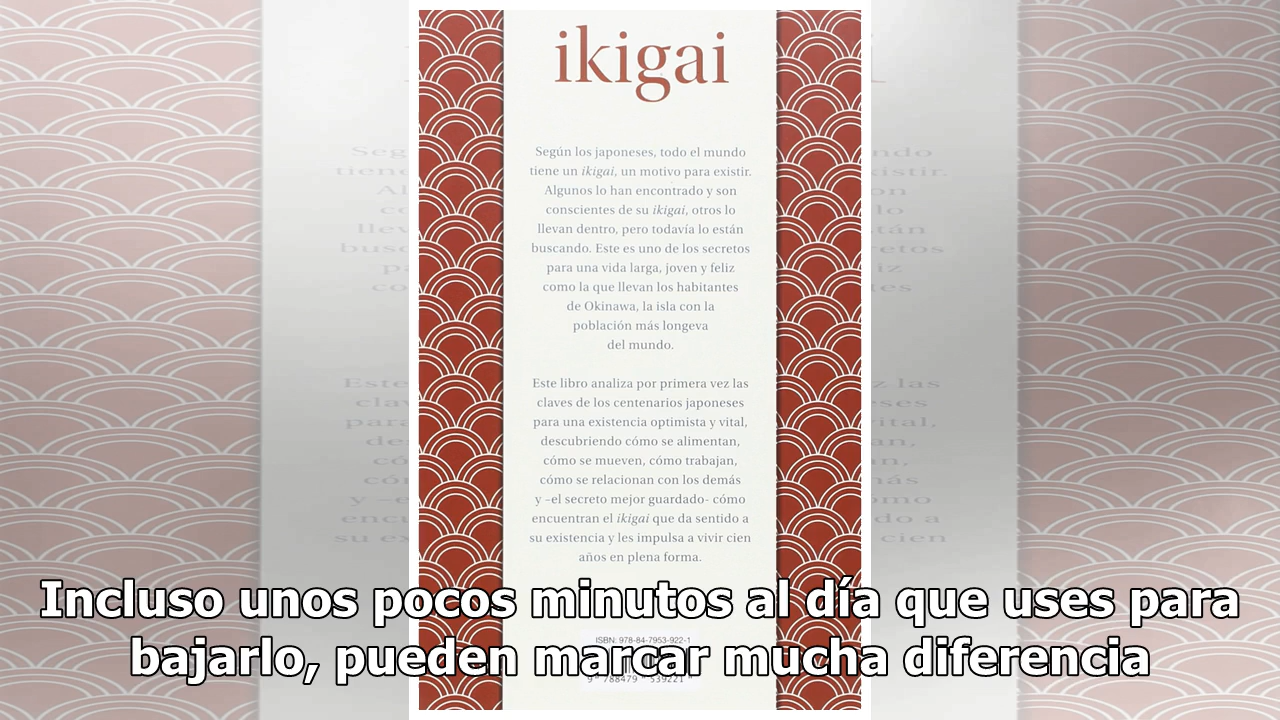 ikigai
Según los japoneses, todo el mundo
tiene un ikigai, un motivo para existir.
Algunos lo han encontrado y son
conscientes de su ikigai, otros lo
llevan dentro, pero todavía lo están
buscando. Este es uno de los secretos
para una vida larga, joven y feliz
como la que llevan los habitantes
de Okinawa, la isla con la
población más longeva
del mundo.
Este libro analiza por primera vez las
claves de los centenarios japoneses
para una existencia optimista y vital,
descubriendo cómo se alimentan,
cómo se mueven, cómo trabajan,
cómo se relacionan con los demás
y –el secreto mejor guardado- cómo
encuentran el ikigai que da sentido a
su existencia y les impulsa a vivir cien
años en plena forma.
Incluso unos pocos minutos al día que uses para
ISBN: 978-84-7953-922-1
bajarlo, pueden marcar mucha diferencia
9 788479 539221